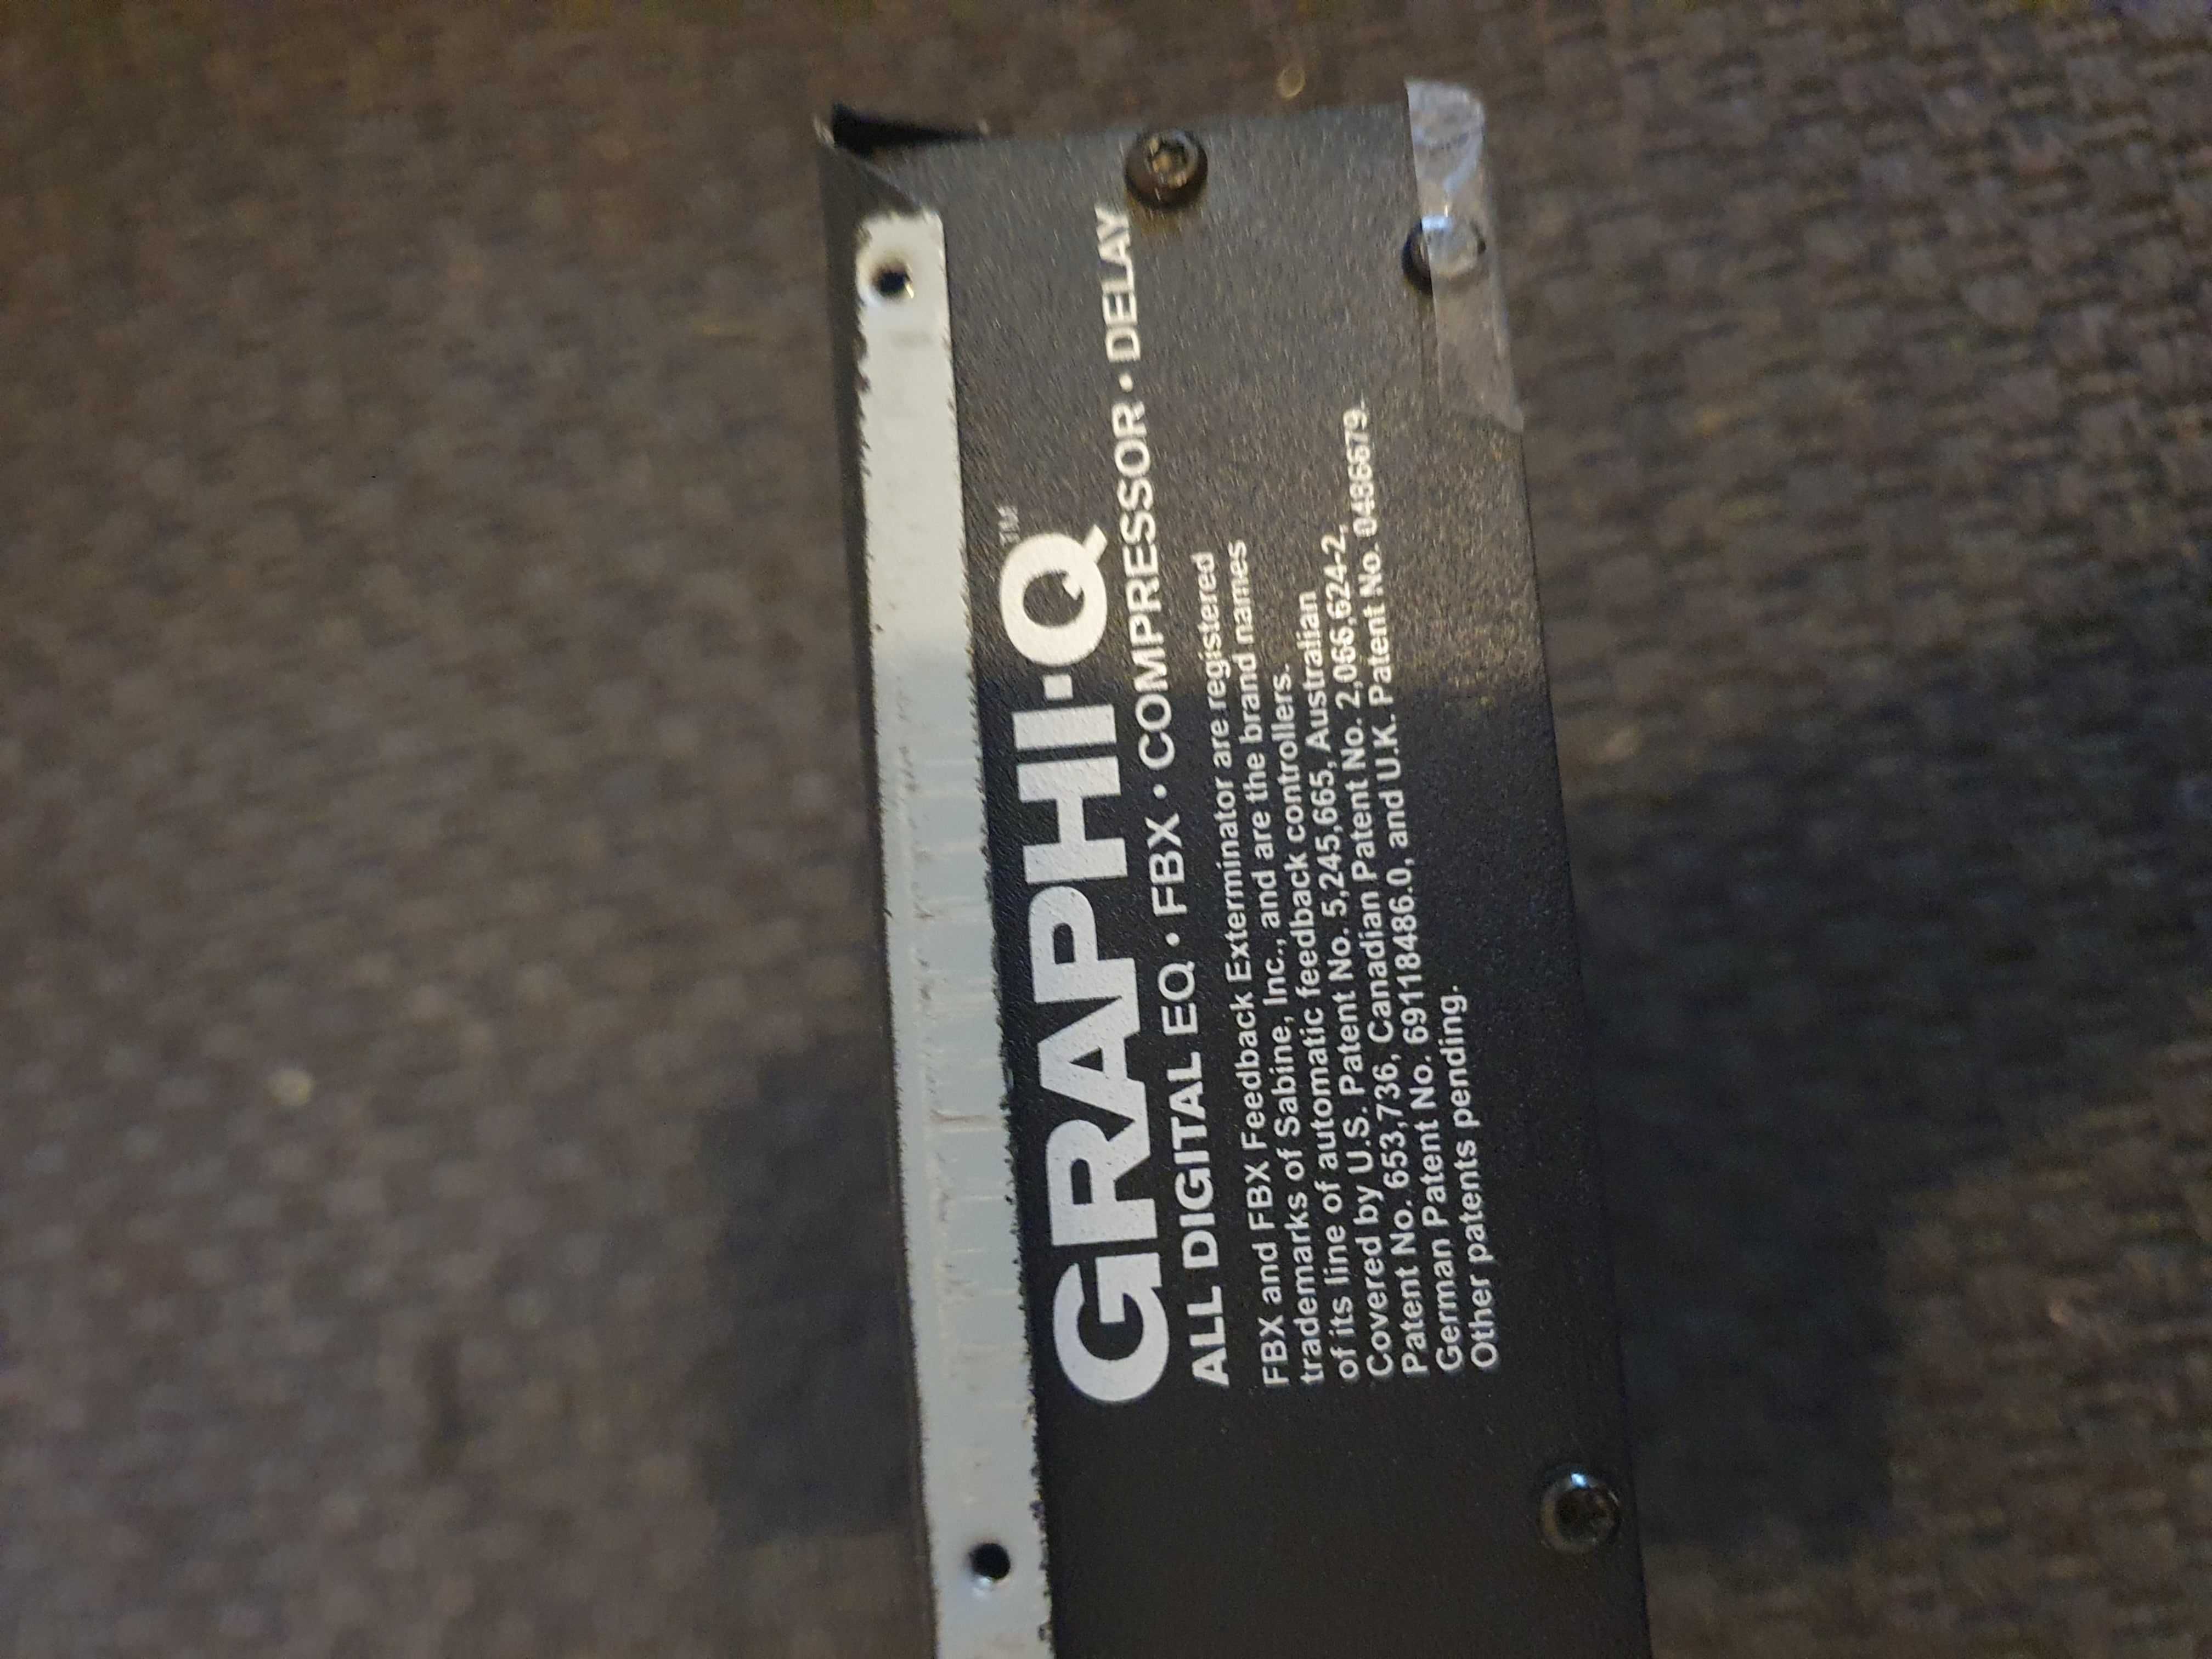 GRAPHI·Q™
ALL DIGITAL EQ · FBX · COMPRESSOR · DELAY
FBX and FBX Feedback Exterminator are registered
trademarks of Sabine, Inc., and are the brand names
of its line of automatic feedback controllers.
Covered by U.S. Patent No. 5,245,665, Australian
Patent No. 653,736, Canadian Patent No. 2,066,624-2,
German Patent No. 69118486.0, and U.K. Patent No. 0486679.
Other patents pending.